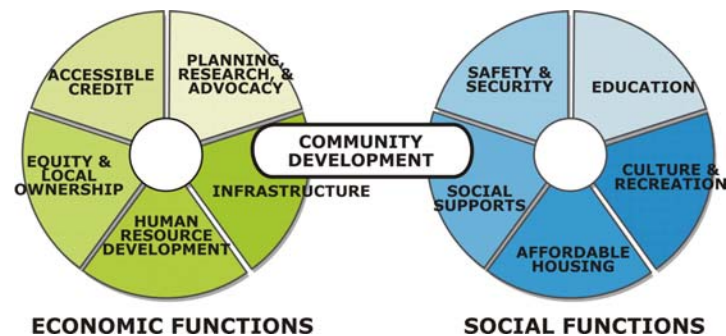 ACCESSIBLE
CREDIT
PLANNING,
RESEARCH, &
ADVOCACY
EQUITY &
LOCAL
OWNERSHIP
INFRASTRUCTURE
HUMAN
RESOURCE
DEVELOPMENT
COMMUNITY
DEVELOPMENT
SAFETY &
SECURITY
EDUCATION
SOCIAL
SUPPORTS
CULTURE &
RECREATION
AFFORDABLE
HOUSING
ECONOMIC FUNCTIONS
SOCIAL FUNCTIONS